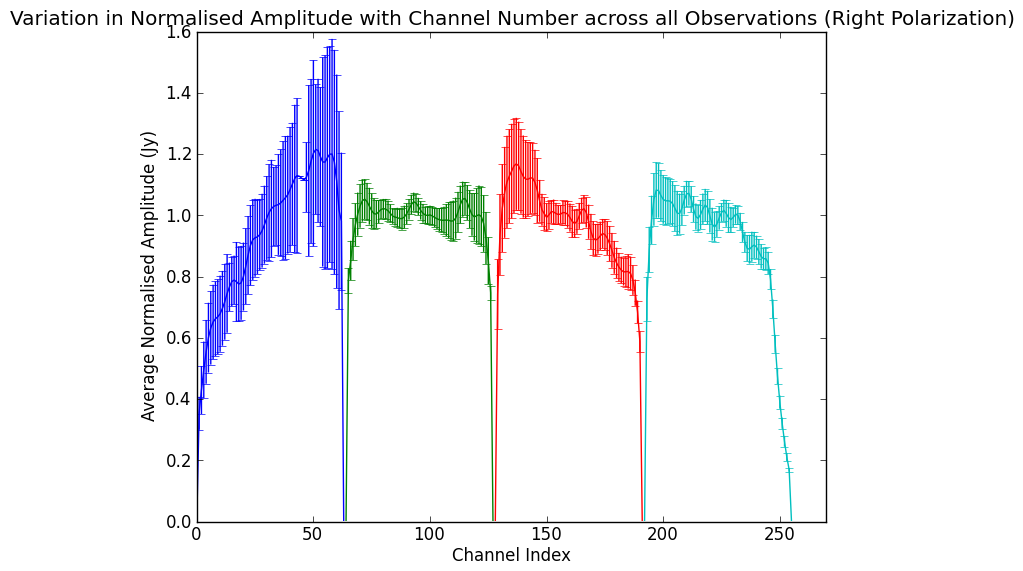 Variation in Normalised Amplitude with Channel Number across all Observations (Right Polarization)
1.6
1.4
1.2
1.0
0.8
0.6
0.4
0.2
0.0
Average Normalised Amplitude (Jy)
0 50 100 150 200 250
Channel Index